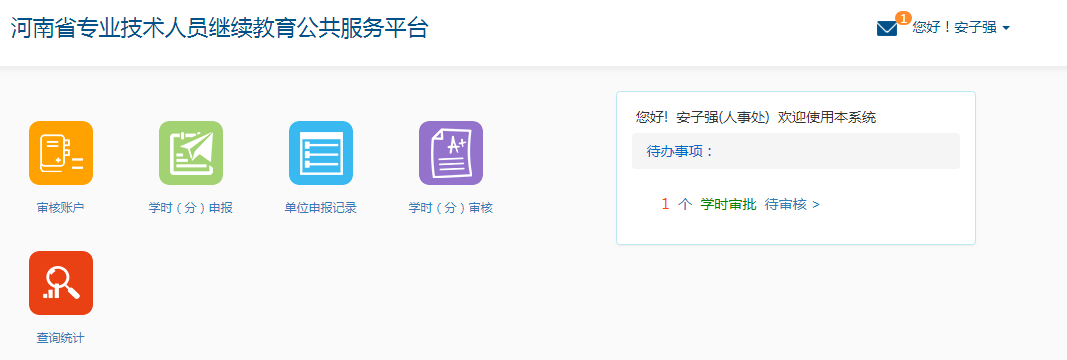 河南省专业技术人员继续教育公共服务平台
1
您好！安子强
审核账户
学时（分）申报
单位申报记录
A+
学时（分）审核
查询统计
您好！安子强(人事处) 欢迎使用本系统
待办事项：
1 个 学时审批 待审核 >